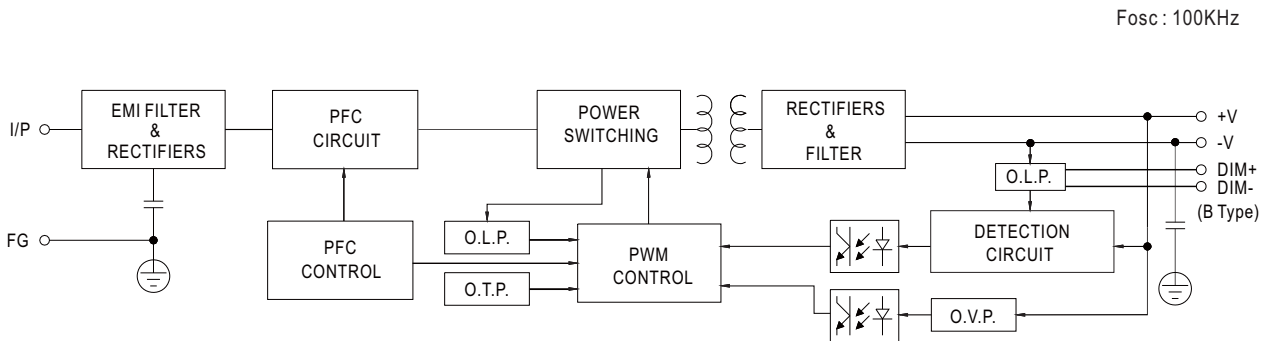 Fosc : 100KHz
I/P
EMI FILTER
&
RECTIFIERS
PFC
CIRCUIT
POWER
SWITCHING
RECTIFIERS
&
FILTER
+V
-V
DIM+
DIM-
(B Type)
O.L.P.
FG
PFC
CONTROL
O.L.P.
O.T.P.
PWM
CONTROL
DETECTION
CIRCUIT
O.V.P.